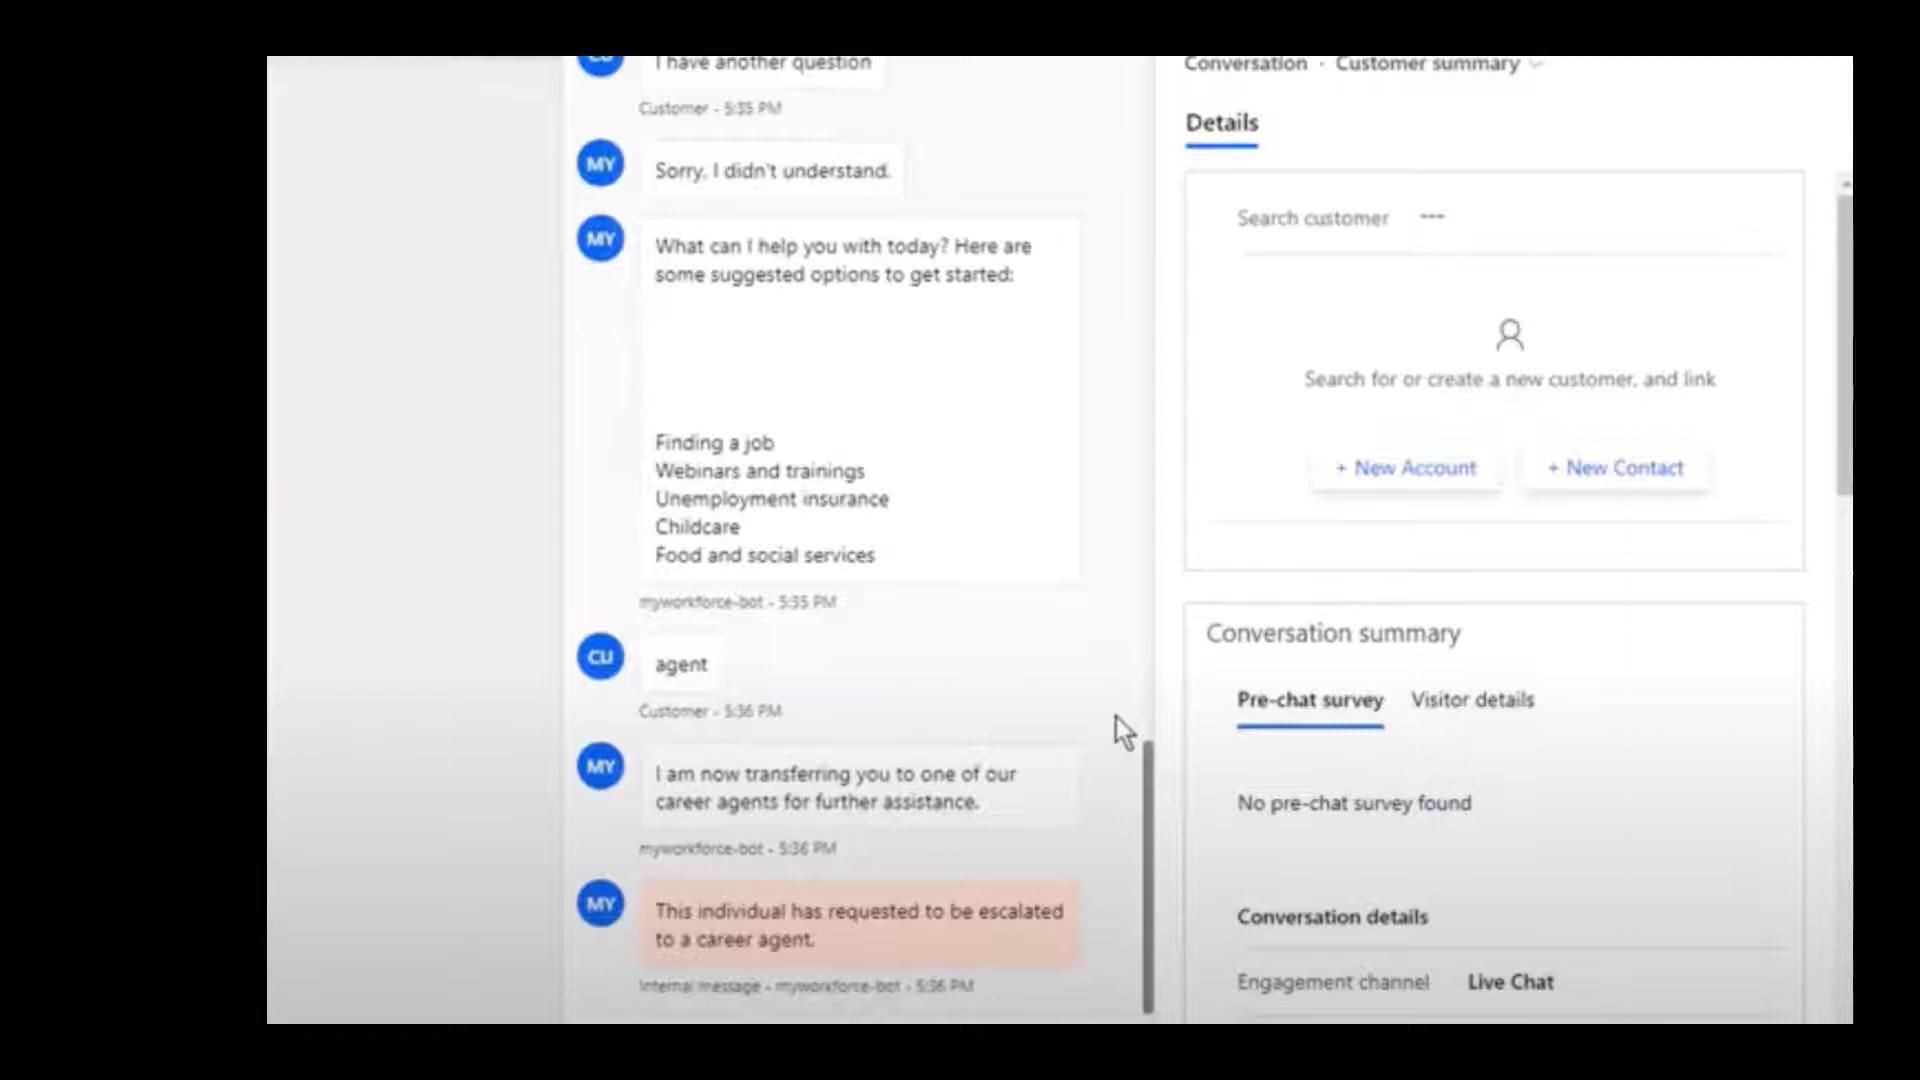 CU
I have another question
Customer - 5:35 PM
MY
Sorry, I didn't understand.
MY
What can I help you with today? Here are
some suggested options to get started:
Finding a job
Webinars and trainings
Unemployment insurance
Childcare
Food and social services
myworkforce-bot - 5:35 PM
CU
agent
Customer - 5:36 PM
MY
I am now transferring you to one of our
career agents for further assistance.
myworkforce-bot - 5:36 PM
MY
This individual has requested to be escalated
to a career agent.
Internal message - myworkforce-bot - 5:36 PM
Conversation · Customer summary
Details
Search customer ---
Search for or create a new customer, and link
+ New Account + New Contact
Conversation summary
Pre-chat survey Visitor details
No pre-chat survey found
Conversation details
Engagement channel Live Chat